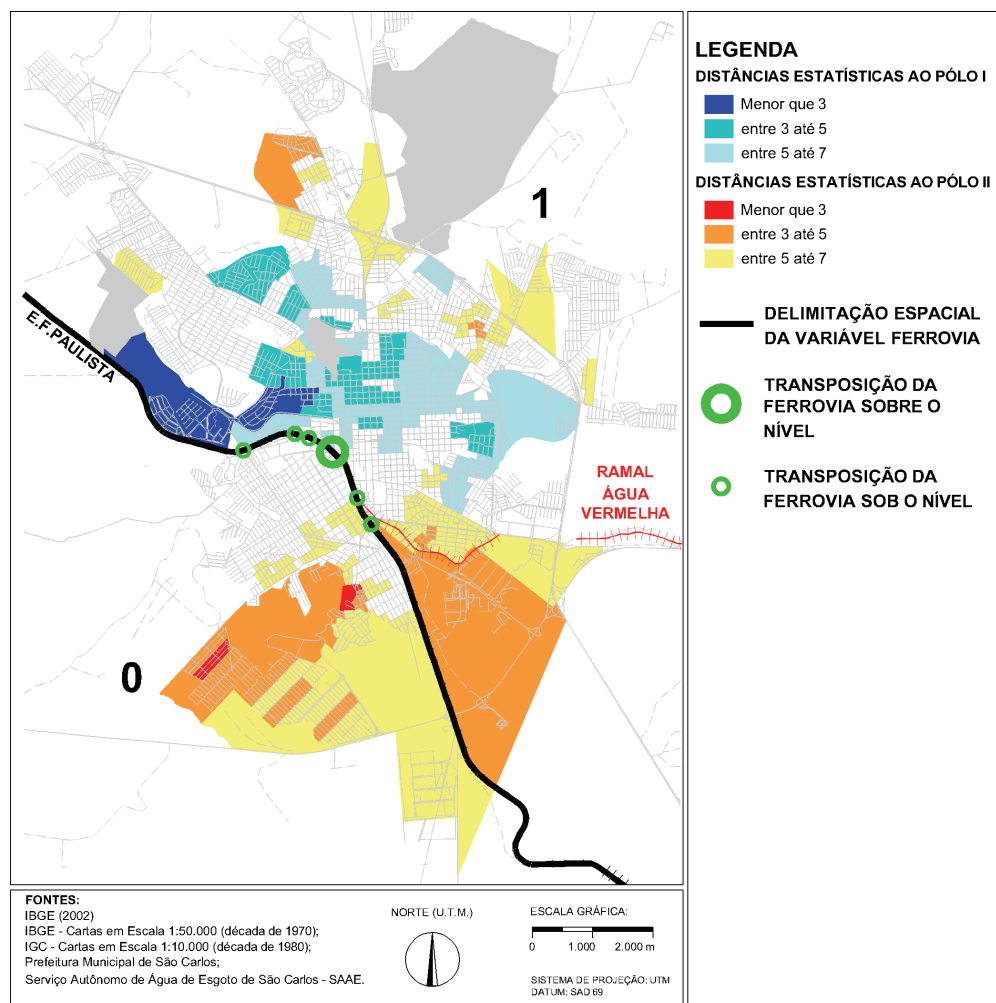 1
E.F.PAULISTA
RAMAL
ÁGUA
VERMELHA
0
LEGENDA
DISTÂNCIAS ESTATÍSTICAS AO PÓLO I
Menor que 3
entre 3 até 5
entre 5 até 7
DISTÂNCIAS ESTATÍSTICAS AO PÓLO II
Menor que 3
entre 3 até 5
entre 5 até 7
DELIMITAÇÃO ESPACIAL
DA VARIÁVEL FERROVIA
TRANSPOSIÇÃO DA
FERROVIA SOBRE O
NÍVEL
TRANSPOSIÇÃO DA
FERROVIA SOB O NÍVEL
FONTES:
IBGE (2002)
IBGE - Cartas em Escala 1:50.000 (década de 1970);
IGC - Cartas em Escala 1:10.000 (década de 1980);
Prefeitura Municipal de São Carlos;
Serviço Autônomo de Água de Esgoto de São Carlos - SAAE.
NORTE (U.T.M.)
ESCALA GRÁFICA:
0 1.000 2.000 m
SISTEMA DE PROJEÇÃO: UTM
DATUM: SAD 69